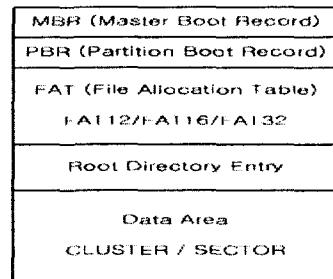 MBR (Master Boot Record)
PBR (Partition Boot Record)
FAT (File Allocation Table)
FAT12/FAT16/FAT32
Root Directory Entry
Data Area
CLUSTER / SECTOR